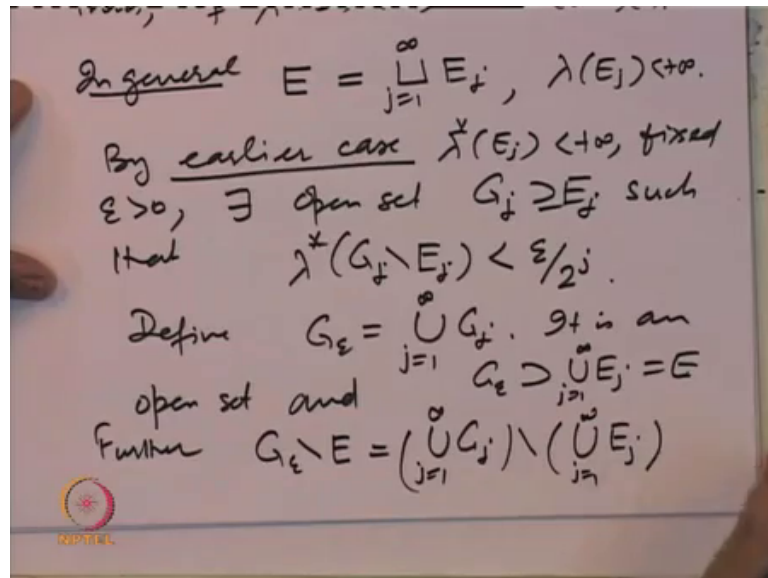 In general E = ⊔_{j=1}^∞ E_j, λ(E_j) < +∞.
By earlier case λ*(E_j) < +∞, fixed
ε > 0, ∃ open set G_j ⊇ E_j such
that λ*(G_j \ E_j) < ε/2^j.
Define G_ε = ⋃_{j=1}^∞ G_j. It is an
open set and G_ε ⊃ ⋃_{j=1}^∞ E_j = E
Further G_ε \ E = (⋃_{j=1}^∞ G_j) \ (⋃_{j=1}^∞ E_j)
NPTEL